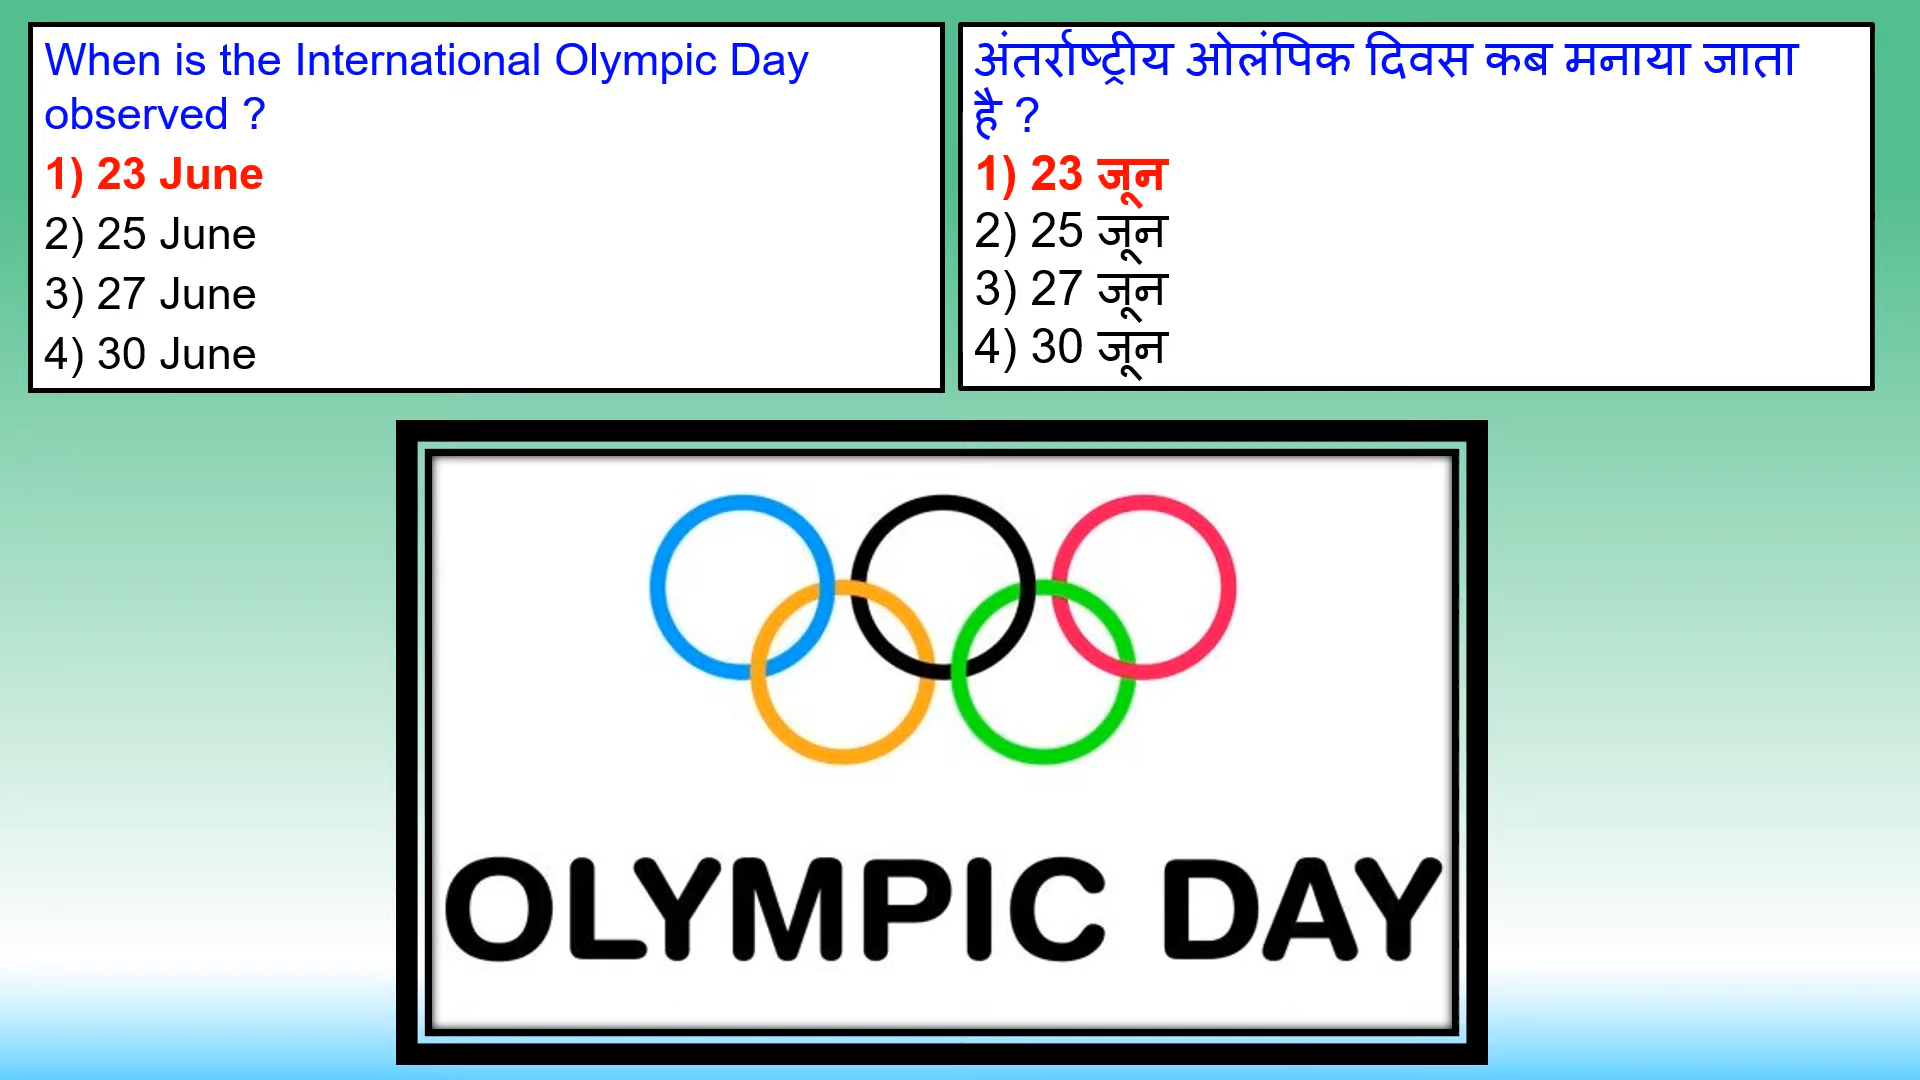 When is the International Olympic Day
observed ?
1) 23 June
2) 25 June
3) 27 June
4) 30 June
अंतर्राष्ट्रीय ओलंपिक दिवस कब मनाया जाता
है ?
1) 23 जून
2) 25 जून
3) 27 जून
4) 30 जून
OLYMPIC DAY